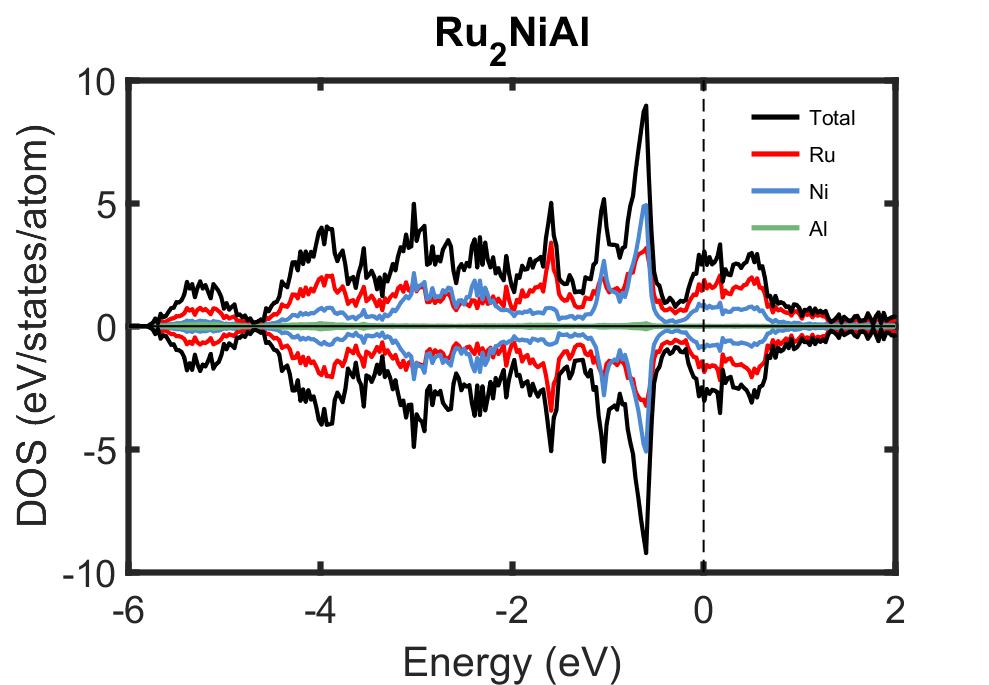 Ru2NiAl
DOS (eV/states/atom)
10
5
0
-5
-10
Total
Ru
Ni
Al
-6
-4
-2
0
2
Energy (eV)